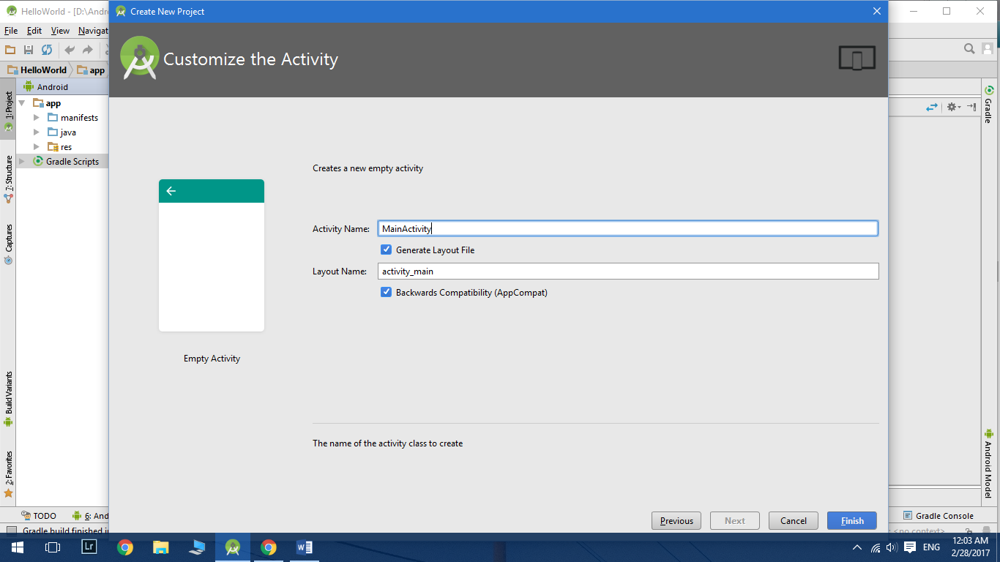 HelloWorld - [D:\Andro
Create New Project
File Edit View Navigat
Customize the Activity
HelloWorld app
Android
app
manifests
java
res
Gradle Scripts
1: Project
7: Structure
Captures
Build Variants
2: Favorites
Creates a new empty activity
Activity Name: MainActivity
Generate Layout File
Layout Name: activity_main
Backwards Compatibility (AppCompat)
Empty Activity
The name of the activity class to create
Previous Next Cancel Finish
Gradle
Android Model
TODO 6: And
Gradle Console
Gradle build finished i
<no context>
Lr
W
ENG
12:03 AM
2/28/2017